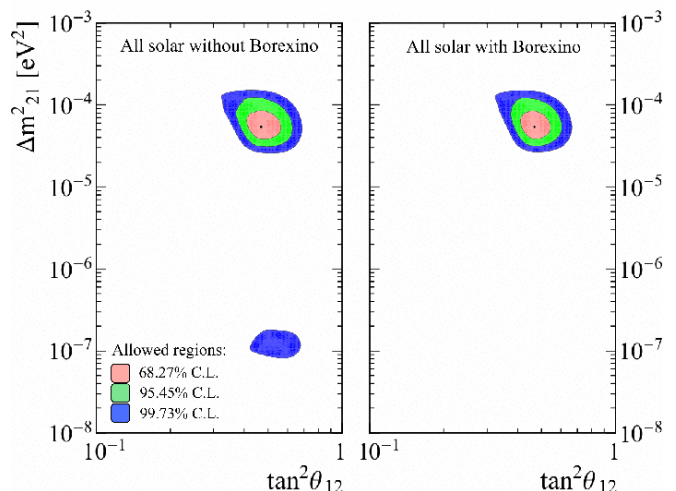 All solar without Borexino
All solar with Borexino
Δm²₂₁ [eV²]
10⁻³
10⁻⁴
10⁻⁵
10⁻⁶
10⁻⁷
10⁻⁸
Allowed regions:
68.27% C.L.
95.45% C.L.
99.73% C.L.
10⁻¹
1
tan²θ₁₂
10⁻³
10⁻⁴
10⁻⁵
10⁻⁶
10⁻⁷
10⁻⁸
10⁻¹
1
tan²θ₁₂